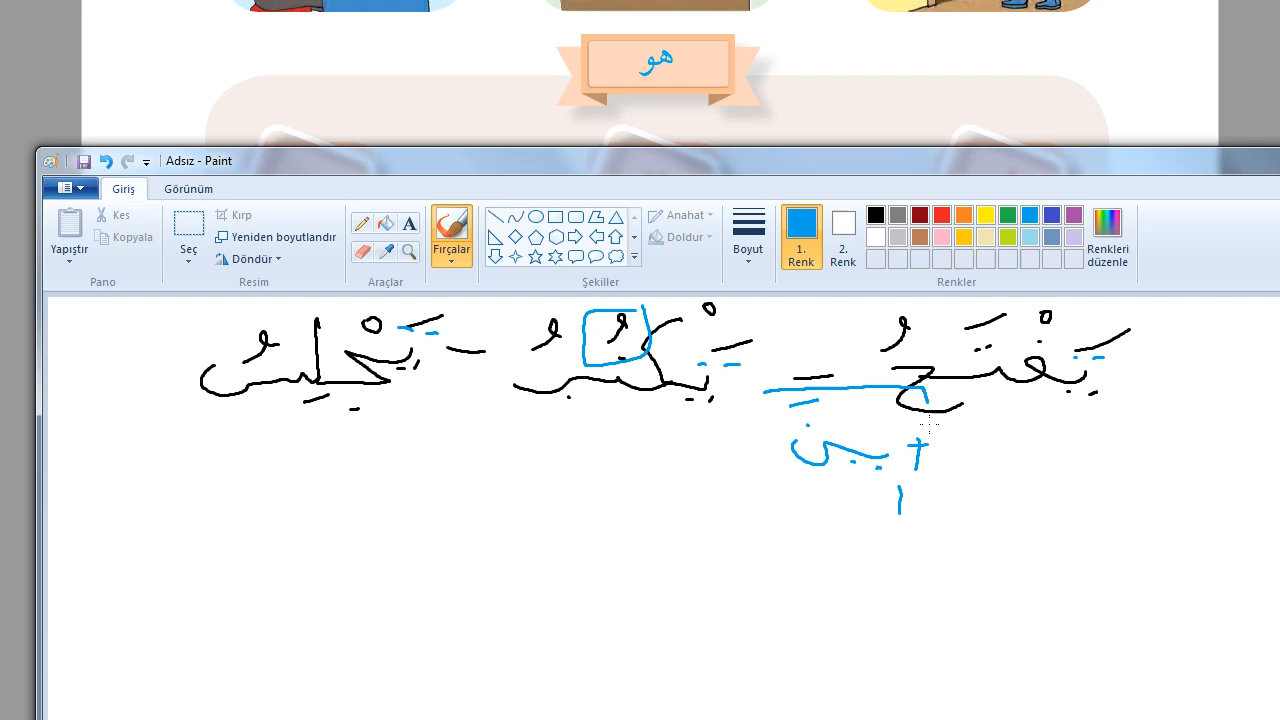 هو
Adsız - Paint
Giriş Görünüm
Yapıştır
Kes
Kopyala
Pano
Seç
Kırp
Yeniden boyutlandır
Döndür
Resim
Araçlar
Fırçalar
Şekiller
Anahat
Doldur
Boyut
1. Renk
2. Renk
Renkleri düzenle
Renkler
يَفْتَحُ - يَكْتُبُ - يَجْلِسُ